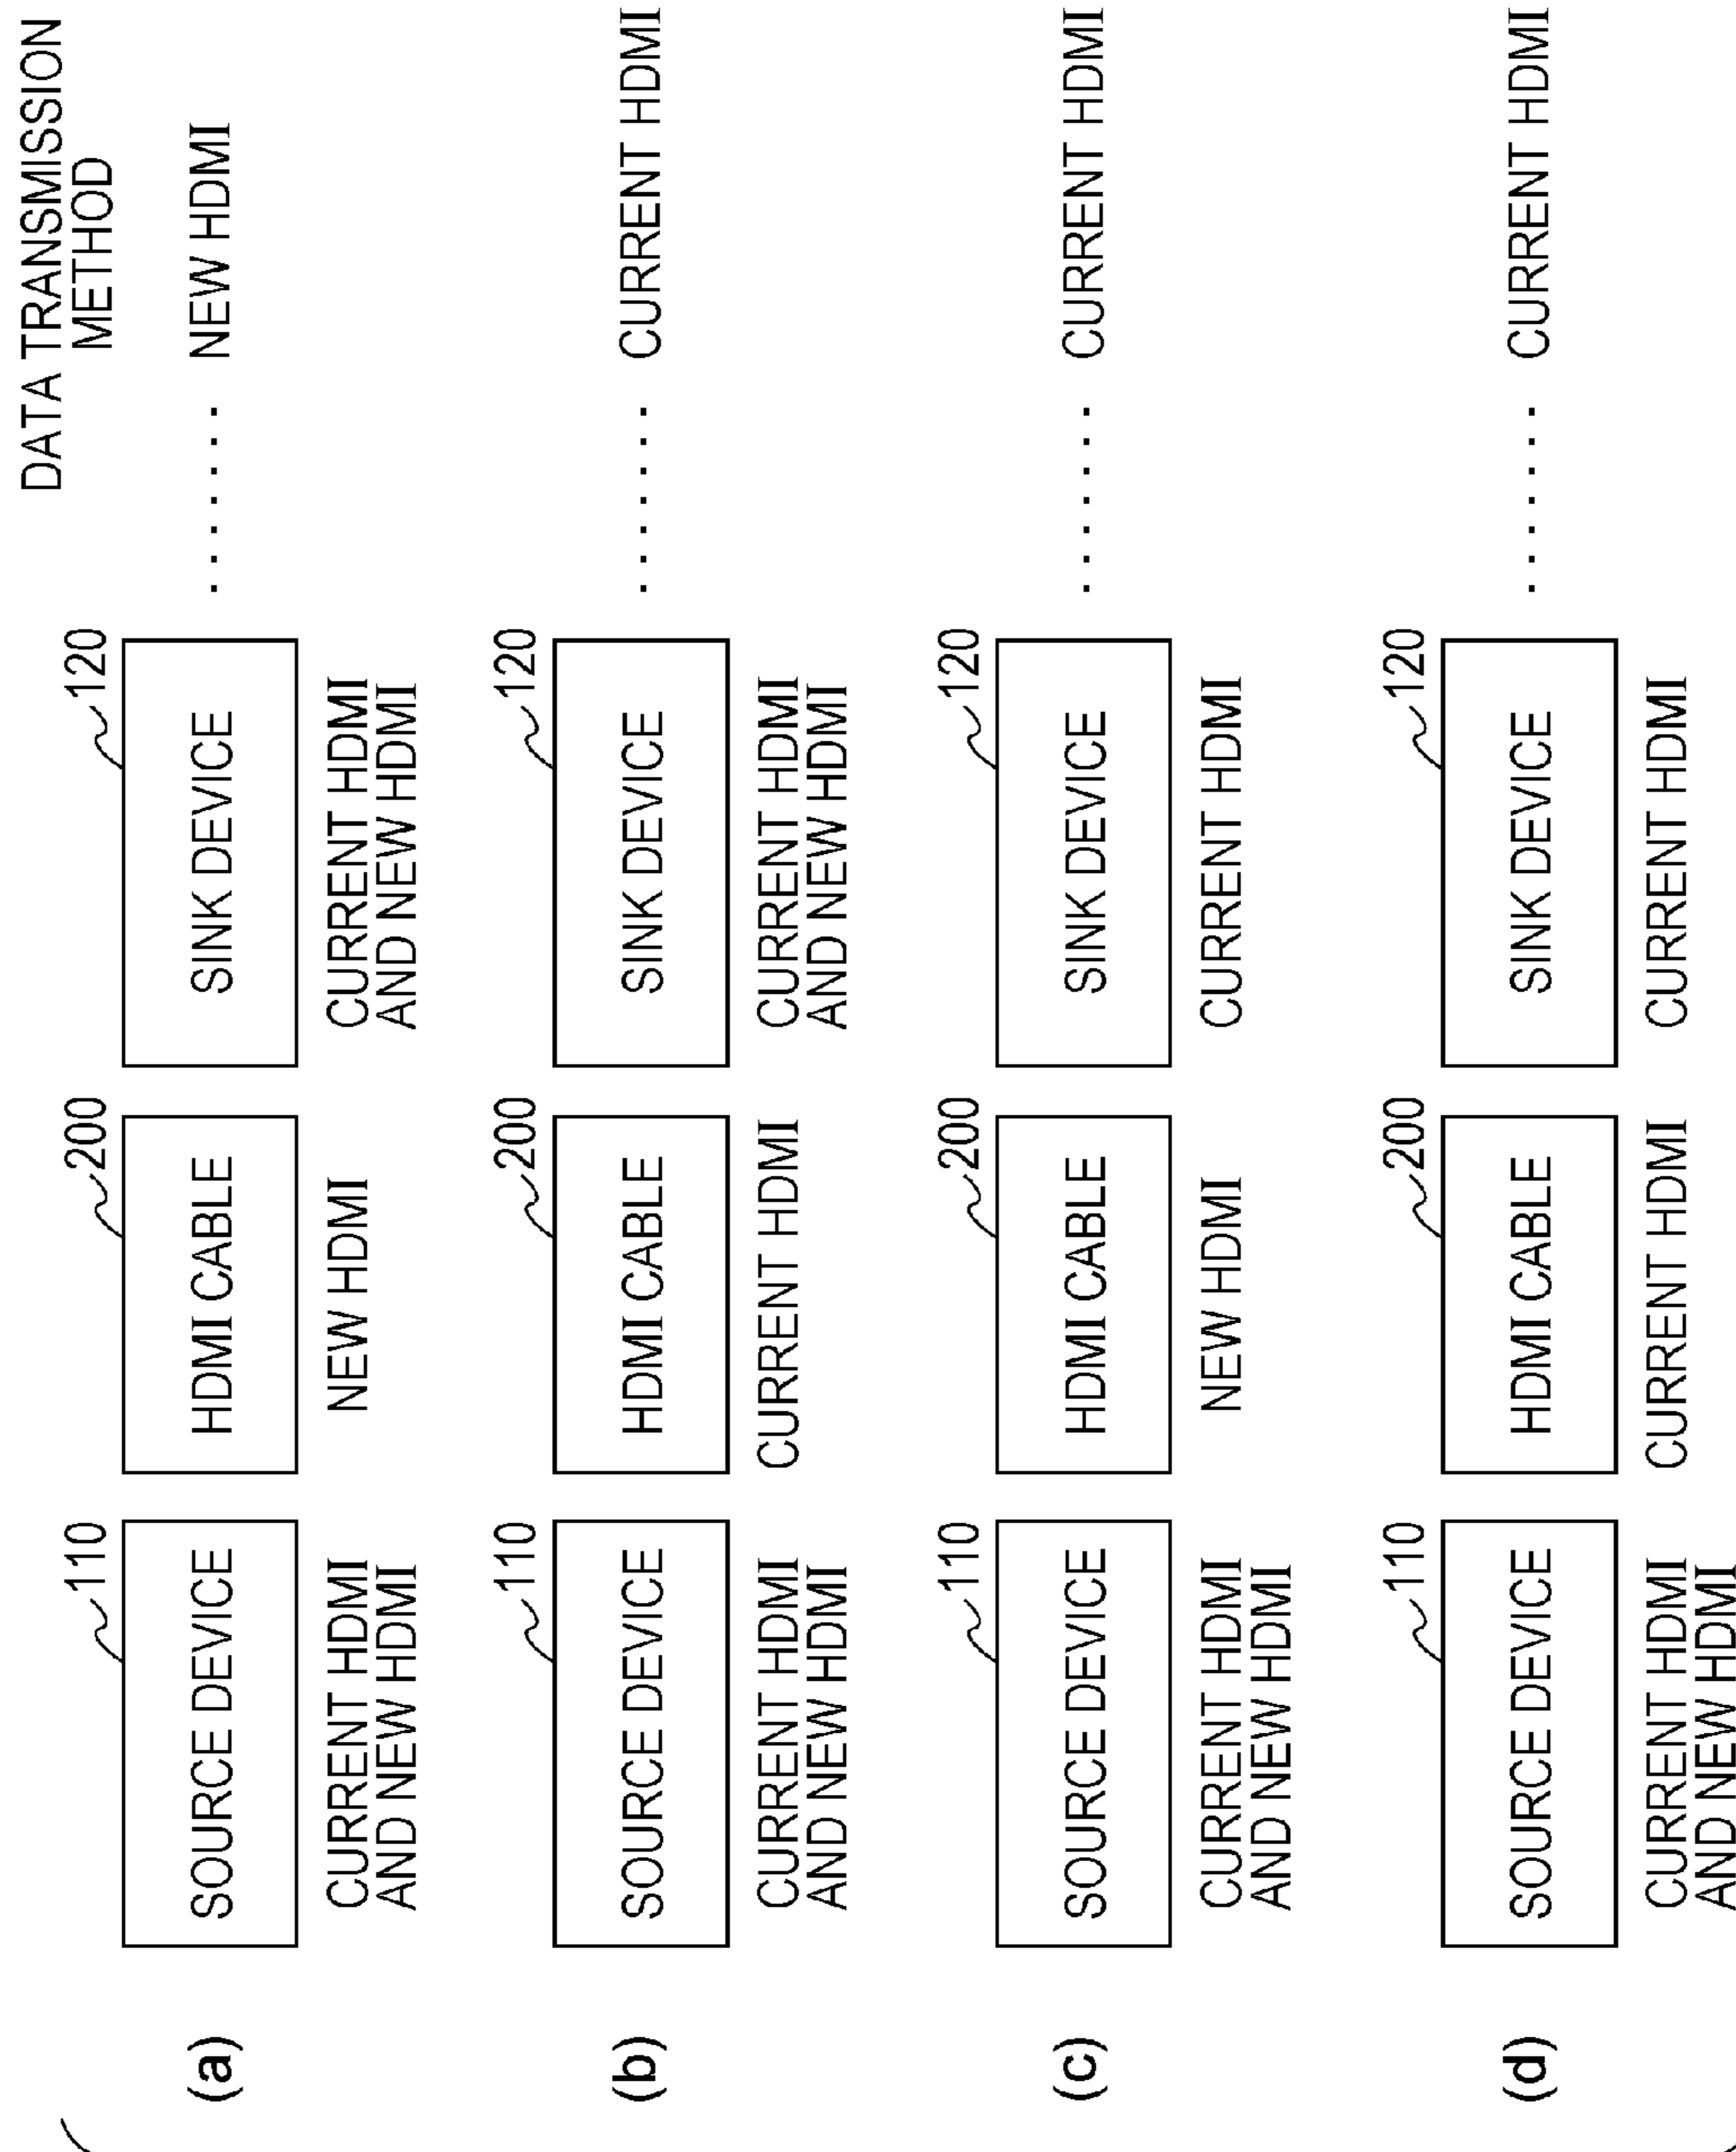 DATA TRANSMISSION
METHOD
(a)
110
200
120
SOURCE DEVICE
HDMI CABLE
SINK DEVICE
. . . . . . .
NEW HDMI
CURRENT HDMI
AND NEW HDMI
NEW HDMI
CURRENT HDMI
AND NEW HDMI
(b)
110
200
120
SOURCE DEVICE
HDMI CABLE
SINK DEVICE
. . . . . . .
CURRENT HDMI
CURRENT HDMI
AND NEW HDMI
CURRENT HDMI
CURRENT HDMI
AND NEW HDMI
(c)
110
200
120
SOURCE DEVICE
HDMI CABLE
SINK DEVICE
. . . . . . .
CURRENT HDMI
CURRENT HDMI
AND NEW HDMI
NEW HDMI
CURRENT HDMI
(d)
110
200
120
SOURCE DEVICE
HDMI CABLE
SINK DEVICE
. . . . . . .
CURRENT HDMI
CURRENT HDMI
AND NEW HDMI
CURRENT HDMI
CURRENT HDMI